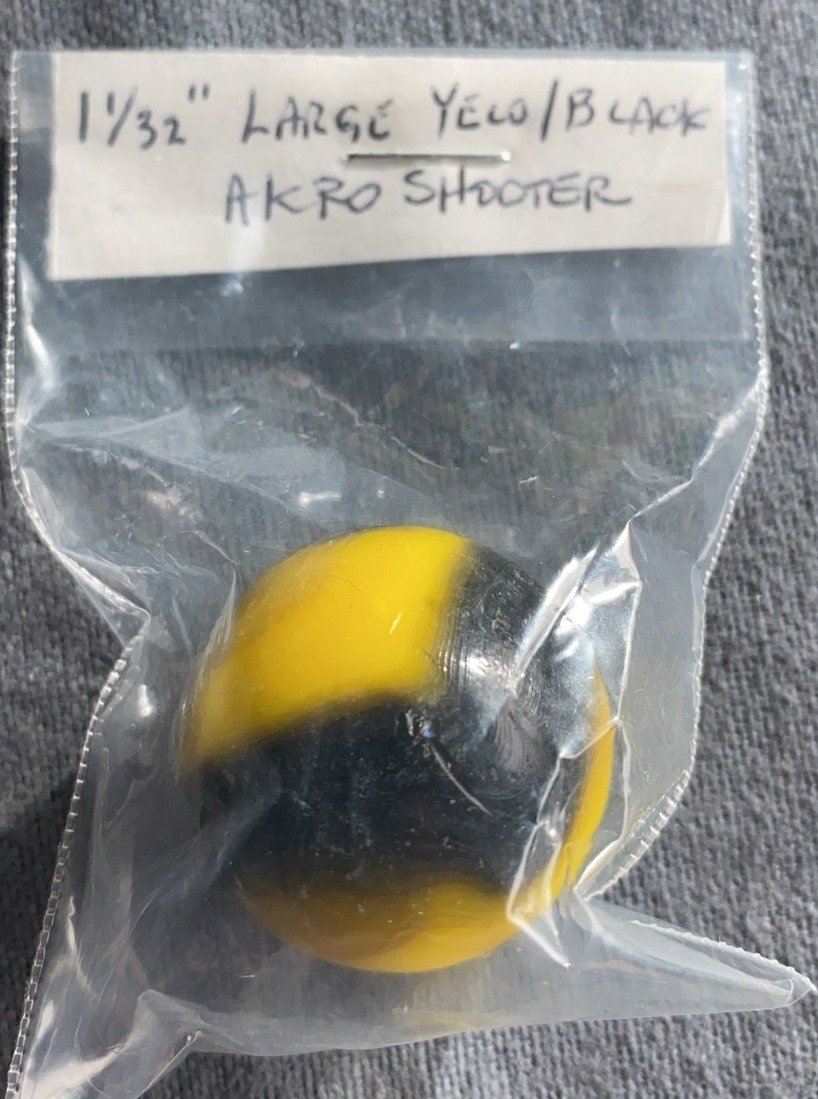 1 1/32" LARGE YELO/BLACK
AKRO SHOOTER